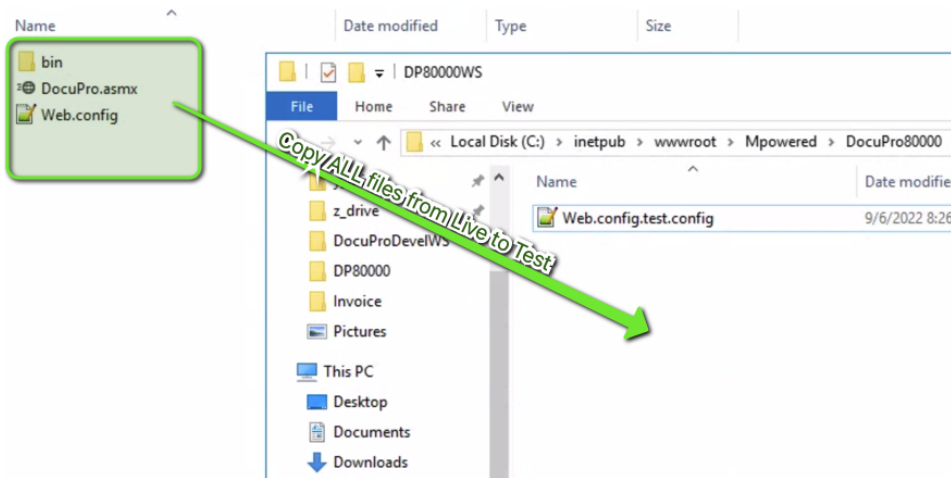 Name Date modified Type Size
bin
DocuPro.asmx
Web.config
DP80000WS
File Home Share View
« Local Disk (C:) > inetpub > wwwroot > Mpowered > DocuPro80000
Name Date modifie
Copy ALL files from Live to Test
z_drive
Web.config.test.config 9/6/2022 8:26
DocuProDevelWS
DP80000
Invoice
Pictures
This PC
Desktop
Documents
Downloads